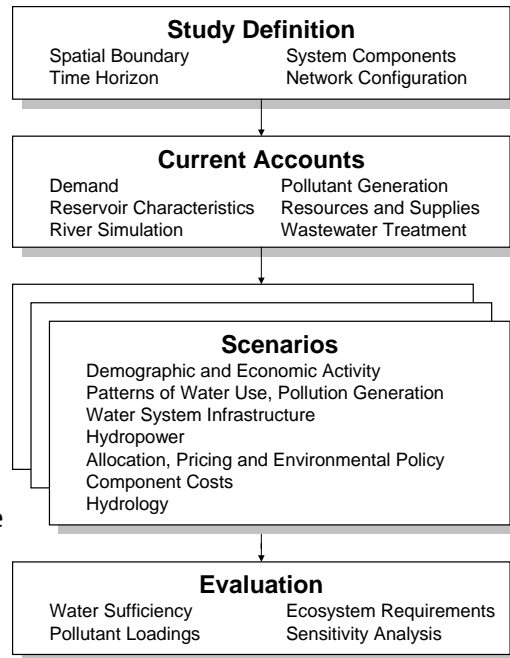 Study Definition
Spatial Boundary System Components
Time Horizon Network Configuration
Current Accounts
Demand Pollutant Generation
Reservoir Characteristics Resources and Supplies
River Simulation Wastewater Treatment
Scenarios
Demographic and Economic Activity
Patterns of Water Use, Pollution Generation
Water System Infrastructure
Hydropower
Allocation, Pricing and Environmental Policy
Component Costs
Hydrology
e
Evaluation
Water Sufficiency Ecosystem Requirements
Pollutant Loadings Sensitivity Analysis